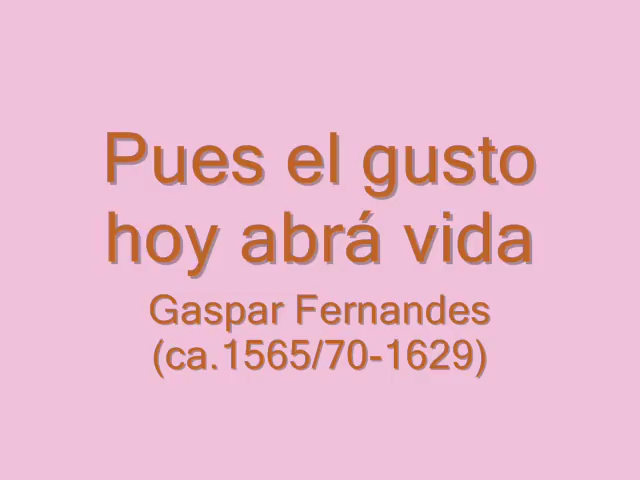 Pues el gusto
hoy abrá vida
Gaspar Fernandes
(ca.1565/70-1629)